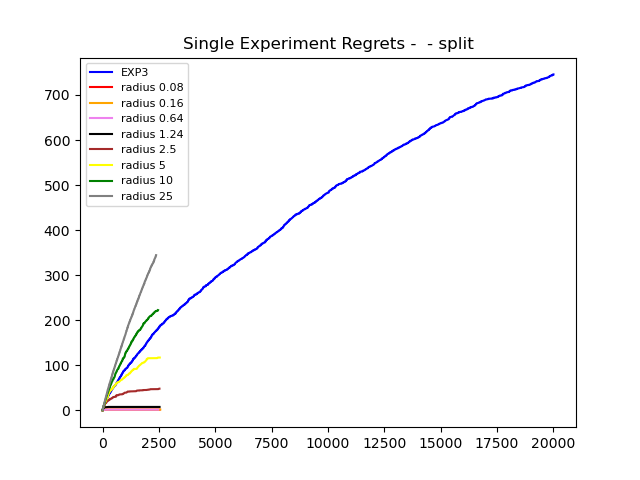 Single Experiment Regrets -  - split
EXP3
radius 0.08
radius 0.16
radius 0.64
radius 1.24
radius 2.5
radius 5
radius 10
radius 25
700
600
500
400
300
200
100
0
0 2500 5000 7500 10000 12500 15000 17500 20000